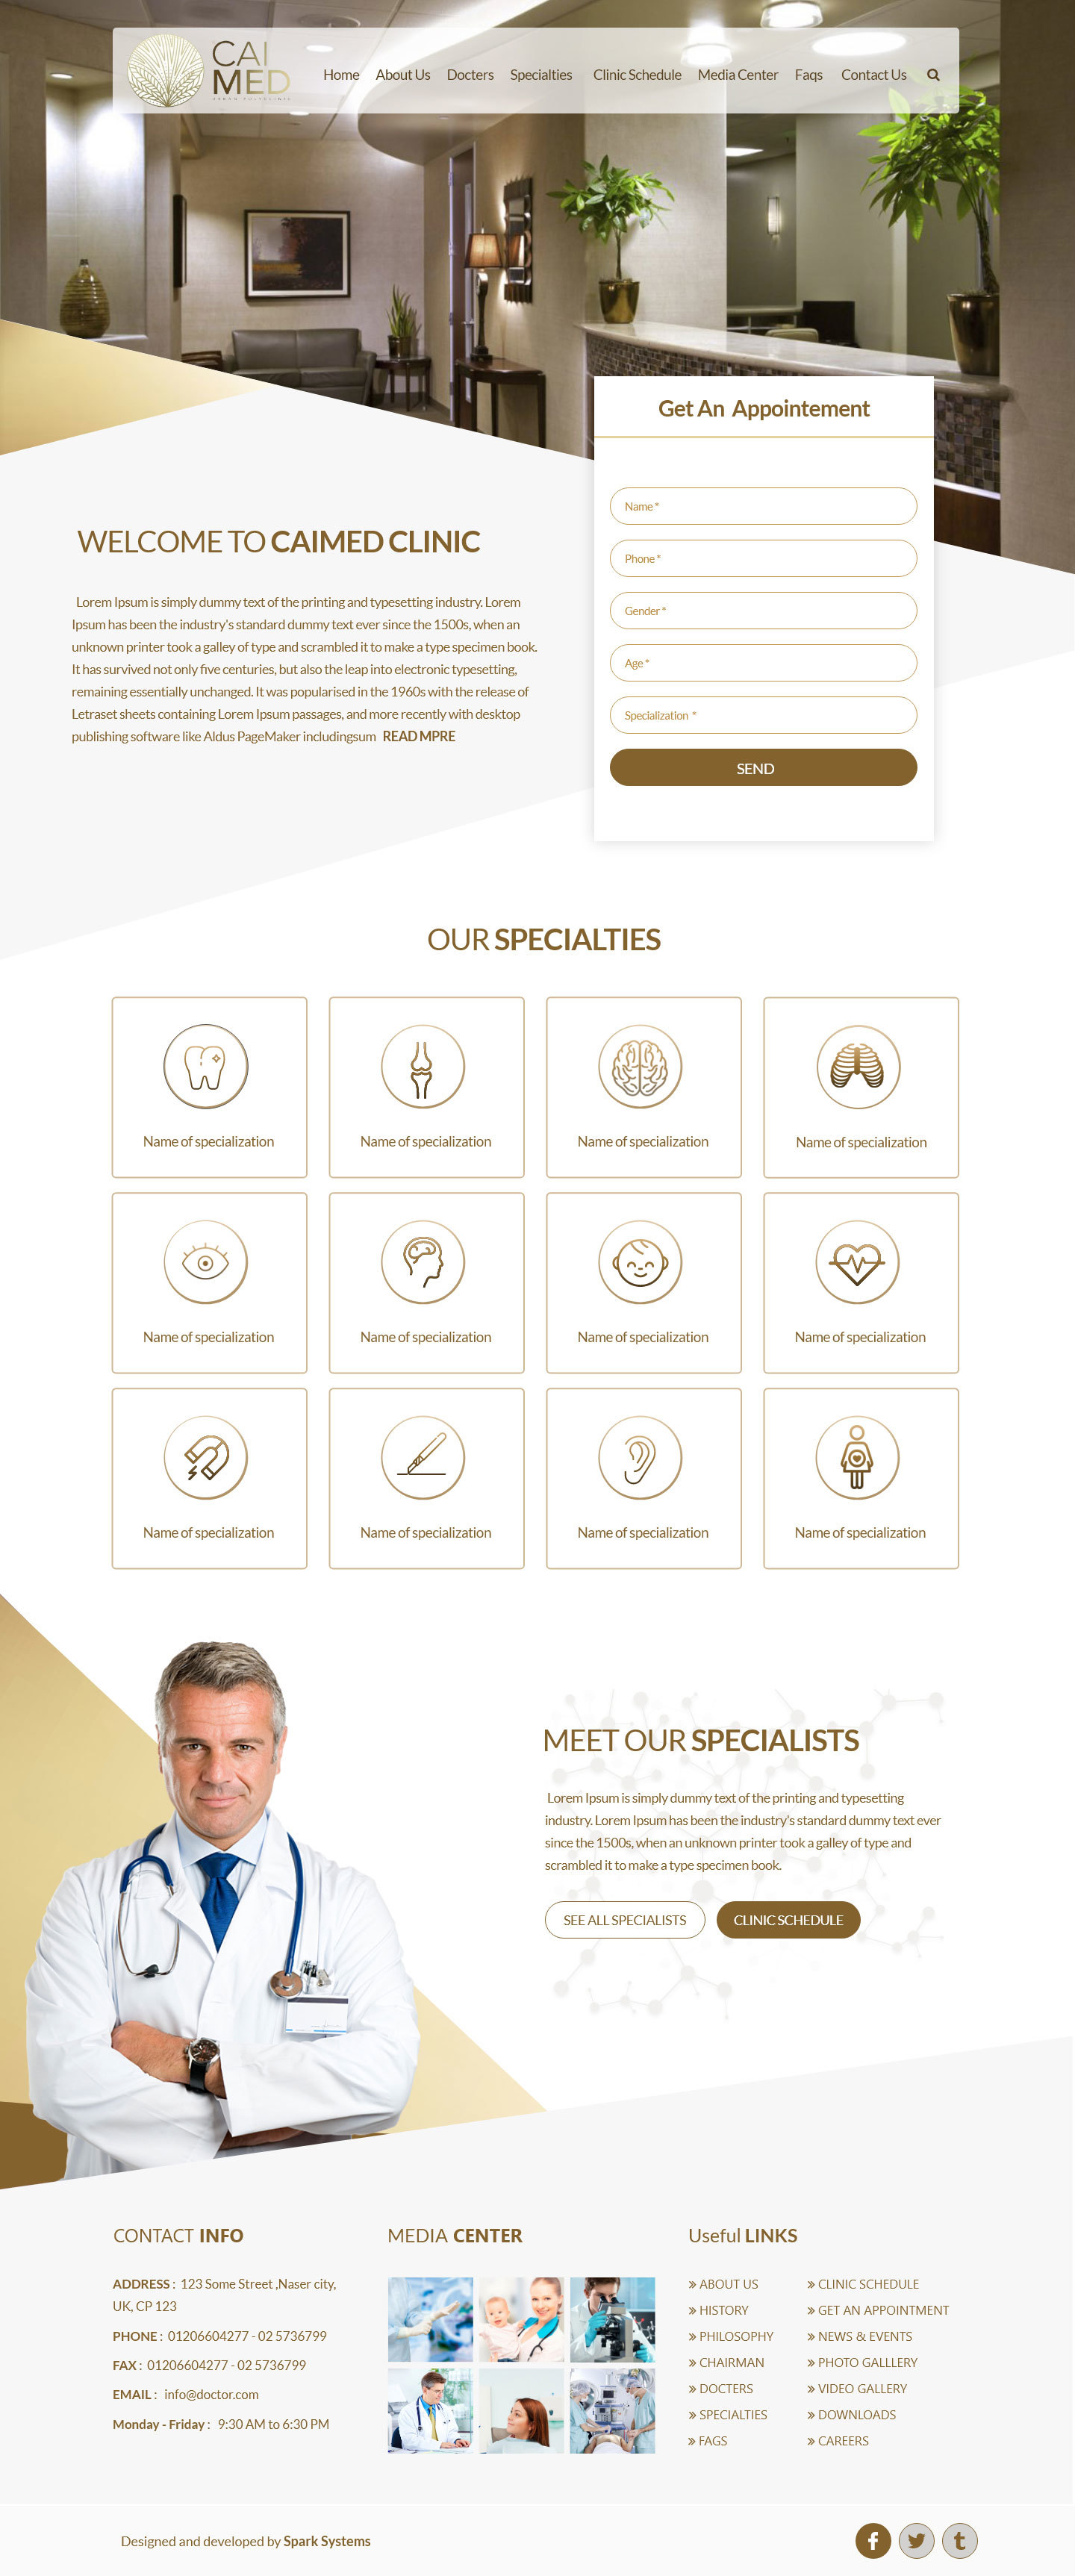 CAI
MED
Home About Us Docters Specialties Clinic Schedule Media Center Faqs Contact Us
Get An Appointement
Name *
Phone *
Gender *
Age *
Specialization *
SEND
WELCOME TO CAIMED CLINIC
Lorem Ipsum is simply dummy text of the printing and typesetting industry. Lorem
Ipsum has been the industry's standard dummy text ever since the 1500s, when an
unknown printer took a galley of type and scrambled it to make a type specimen book.
It has survived not only five centuries, but also the leap into electronic typesetting,
remaining essentially unchanged. It was popularised in the 1960s with the release of
Letraset sheets containing Lorem Ipsum passages, and more recently with desktop
publishing software like Aldus PageMaker includingsum READ MPRE
OUR SPECIALTIES
Name of specialization Name of specialization Name of specialization Name of specialization
Name of specialization Name of specialization Name of specialization Name of specialization
Name of specialization Name of specialization Name of specialization Name of specialization
MEET OUR SPECIALISTS
Lorem Ipsum is simply dummy text of the printing and typesetting
industry. Lorem Ipsum has been the industry's standard dummy text ever
since the 1500s, when an unknown printer took a galley of type and
scrambled it to make a type specimen book.
SEE ALL SPECIALISTS CLINIC SCHEDULE
CONTACT INFO
ADDRESS : 123 Some Street ,Naser city,
UK, CP 123
PHONE : 01206604277 - 02 5736799
FAX : 01206604277 - 02 5736799
EMAIL : info@doctor.com
Monday - Friday : 9:30 AM to 6:30 PM
MEDIA CENTER
Useful LINKS
» ABOUT US
» HISTORY
» PHILOSOPHY
» CHAIRMAN
» DOCTERS
» SPECIALTIES
» FAGS
» CLINIC SCHEDULE
» GET AN APPOINTMENT
» NEWS & EVENTS
» PHOTO GALLLERY
» VIDEO GALLERY
» DOWNLOADS
» CAREERS
Designed and developed by Spark Systems